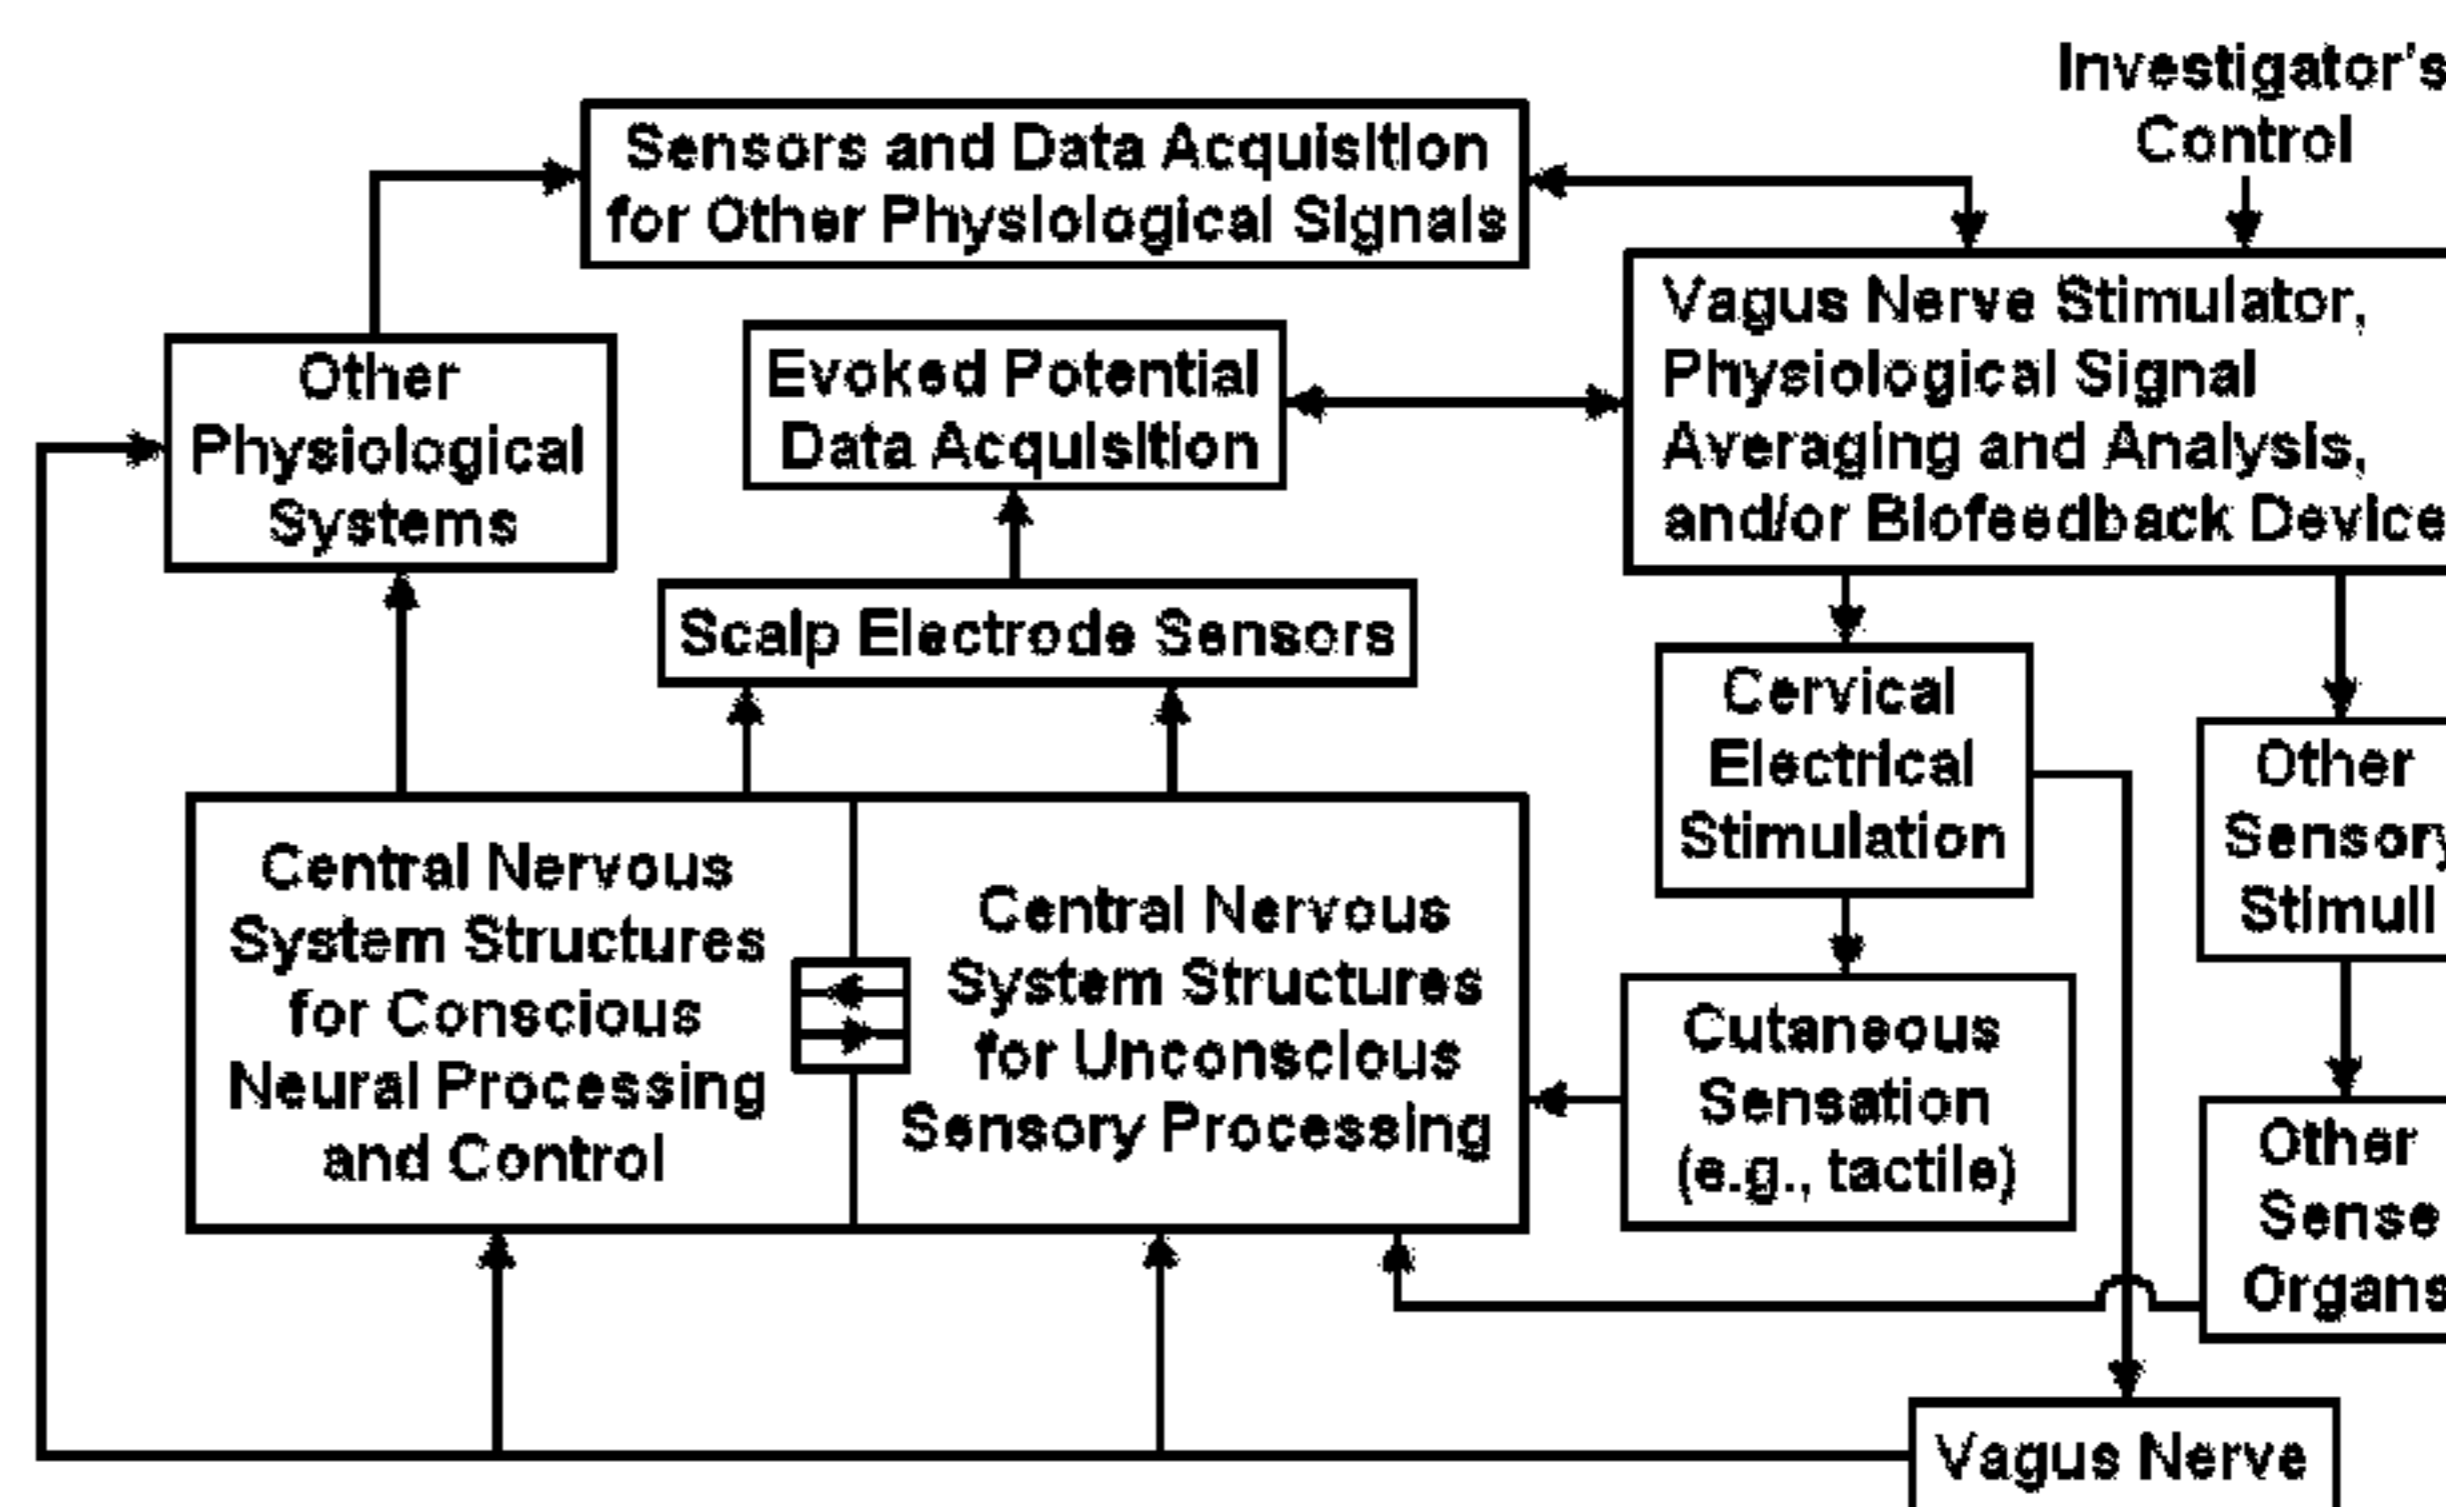 Investigator's
Control
Sensors and Data Acquisition
for Other Physiological Signals
Vagus Nerve Stimulator,
Physiological Signal
Averaging and Analysis,
and/or Biofeedback Device
Other
Physiological
Systems
Evoked Potential
Data Acquisition
Scalp Electrode Sensors
Cervical
Electrical
Stimulation
Other
Sensory
Stimuli
Central Nervous
System Structures
for Conscious
Neural Processing
and Control
Central Nervous
System Structures
for Unconscious
Sensory Processing
Cutaneous
Sensation
(e.g., tactile)
Other
Sense
Organs
Vagus Nerve